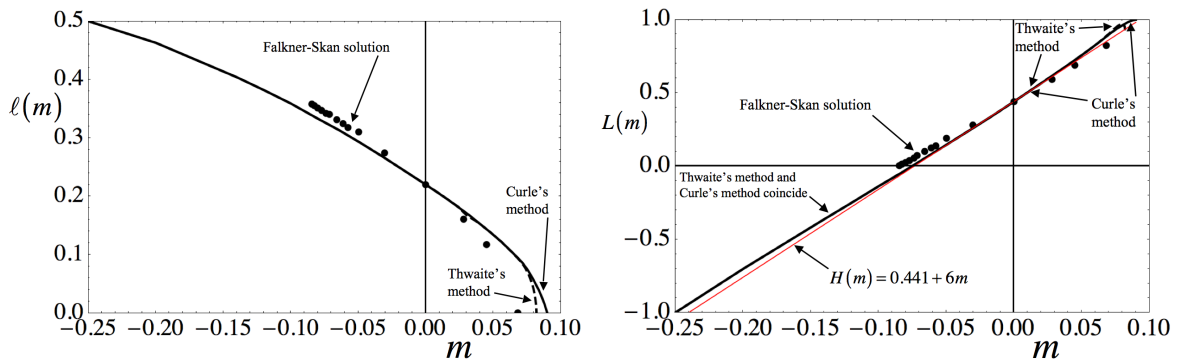 0.5
Falkner-Skan solution
0.4
ℓ(m)
0.3
0.2
Curle's
method
0.1
Thwaite's
method
0.0
−0.25 −0.20 −0.15 −0.10 −0.05 0.00 0.05 0.10
m
1.0
Thwaite's
method
0.5
Falkner-Skan solution
L(m)
Curle's
method
0.0
Thwaite's method and
Curle's method coincide
−0.5
H(m) = 0.441 + 6m
−1.0
−0.25 −0.20 −0.15 −0.10 −0.05 0.00 0.05 0.10
m